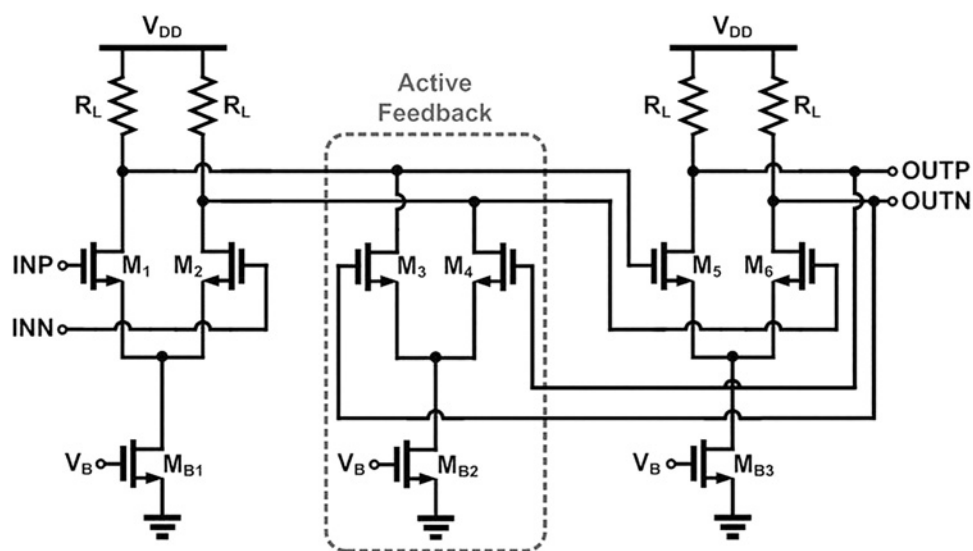 VDD
VDD
RL
RL
Active
Feedback
RL
RL
OUTP
OUTN
INP
M1
M2
M3
M4
M5
M6
INN
VB
MB1
VB
MB2
VB
MB3